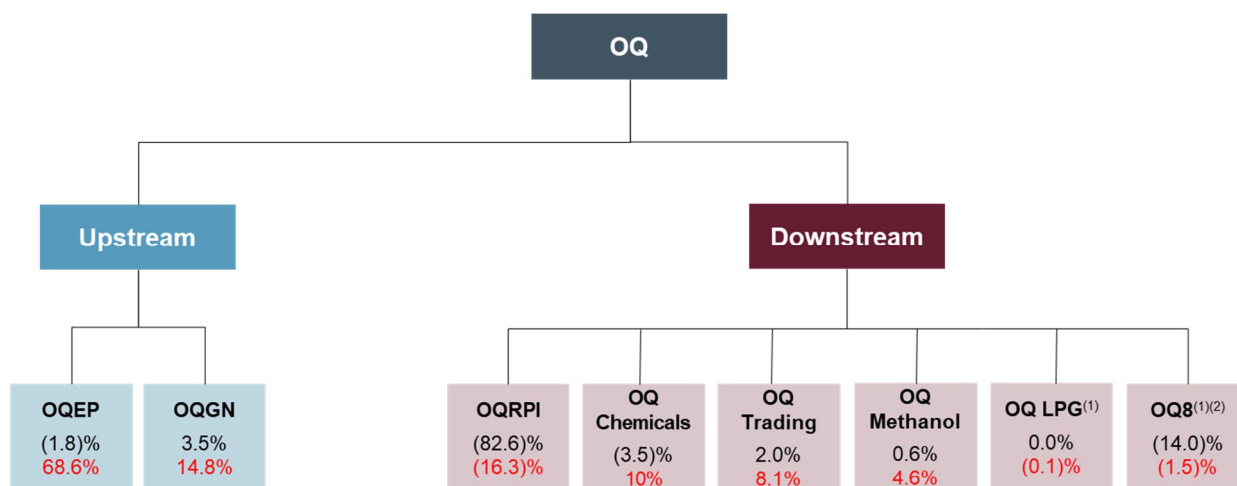 OQ
Upstream
Downstream
OQEP
(1.8)%
68.6%
OQGN
3.5%
14.8%
OQRPI
(82.6)%
(16.3)%
OQ
Chemicals
(3.5)%
10%
OQ
Trading
2.0%
8.1%
OQ
Methanol
0.6%
4.6%
OQ LPG(1)
0.0%
(0.1)%
OQ8(1)(2)
(14.0)%
(1.5)%